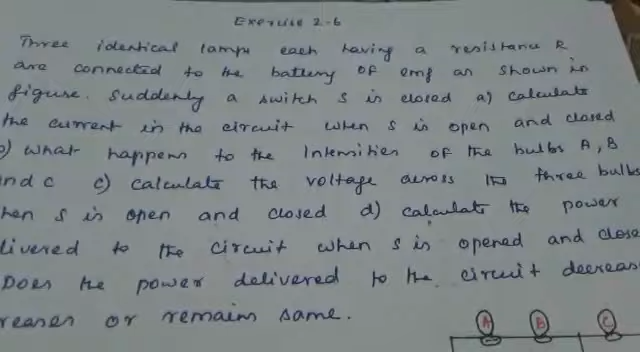 Exercise 2.6
Three identical lamps each having a resistance R
are connected to the battery of emf as shown in
figure. Suddenly a switch S is closed a) calculate
the current in the circuit when S is open and closed
b) what happens to the Intensities of the bulbs A, B
and c c) calculate the voltage across the three bulbs
when S is open and closed d) calculate the power
livered to the circuit when S is opened and close
Does the power delivered to the circuit decreas
reases or remains same.
A B C